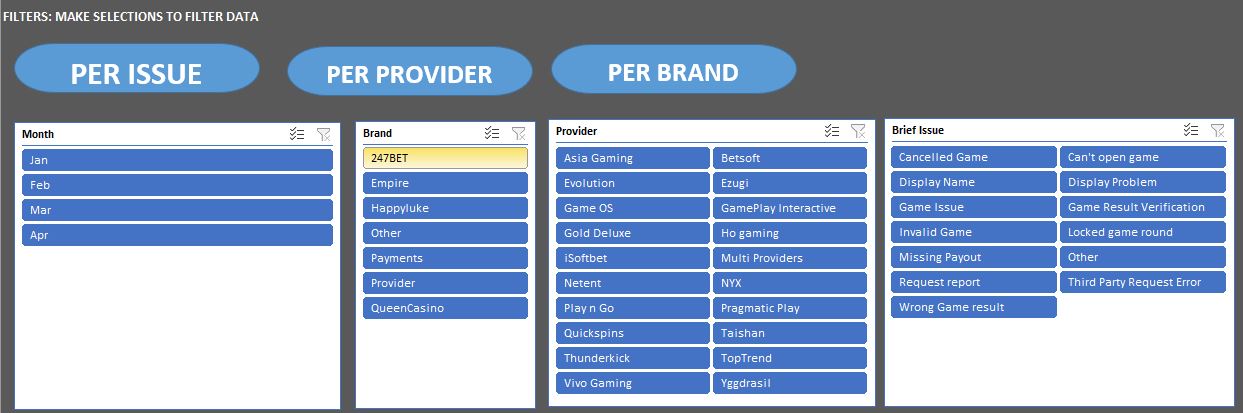 FILTERS: MAKE SELECTIONS TO FILTER DATA
PER ISSUE
PER PROVIDER
PER BRAND
Month
Jan
Feb
Mar
Apr
Brand
247BET
Empire
Happyluke
Other
Payments
Provider
QueenCasino
Provider
Asia Gaming
Betsoft
Evolution
Ezugi
Game OS
GamePlay Interactive
Gold Deluxe
Ho gaming
iSoftbet
Multi Providers
Netent
NYX
Play n Go
Pragmatic Play
Quickspins
Taishan
Thunderkick
TopTrend
Vivo Gaming
Yggdrasil
Brief Issue
Cancelled Game
Can't open game
Display Name
Display Problem
Game Issue
Game Result Verification
Invalid Game
Locked game round
Missing Payout
Other
Request report
Third Party Request Error
Wrong Game result